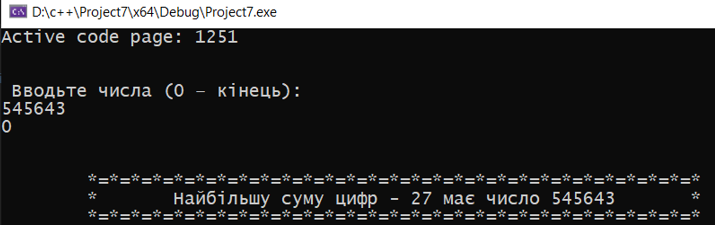 D:\c++\Project7\x64\Debug\Project7.exe
Active code page: 1251
Вводьте числа (0 – кінець):
545643
0
*=*=*=*=*=*=*=*=*=*=*=*=*=*=*=*=*=*=*=*=*=*=*=*=*=*=*=*
* Найбільшу суму цифр – 27 має число 545643 *
*=*=*=*=*=*=*=*=*=*=*=*=*=*=*=*=*=*=*=*=*=*=*=*=*=*=*=*